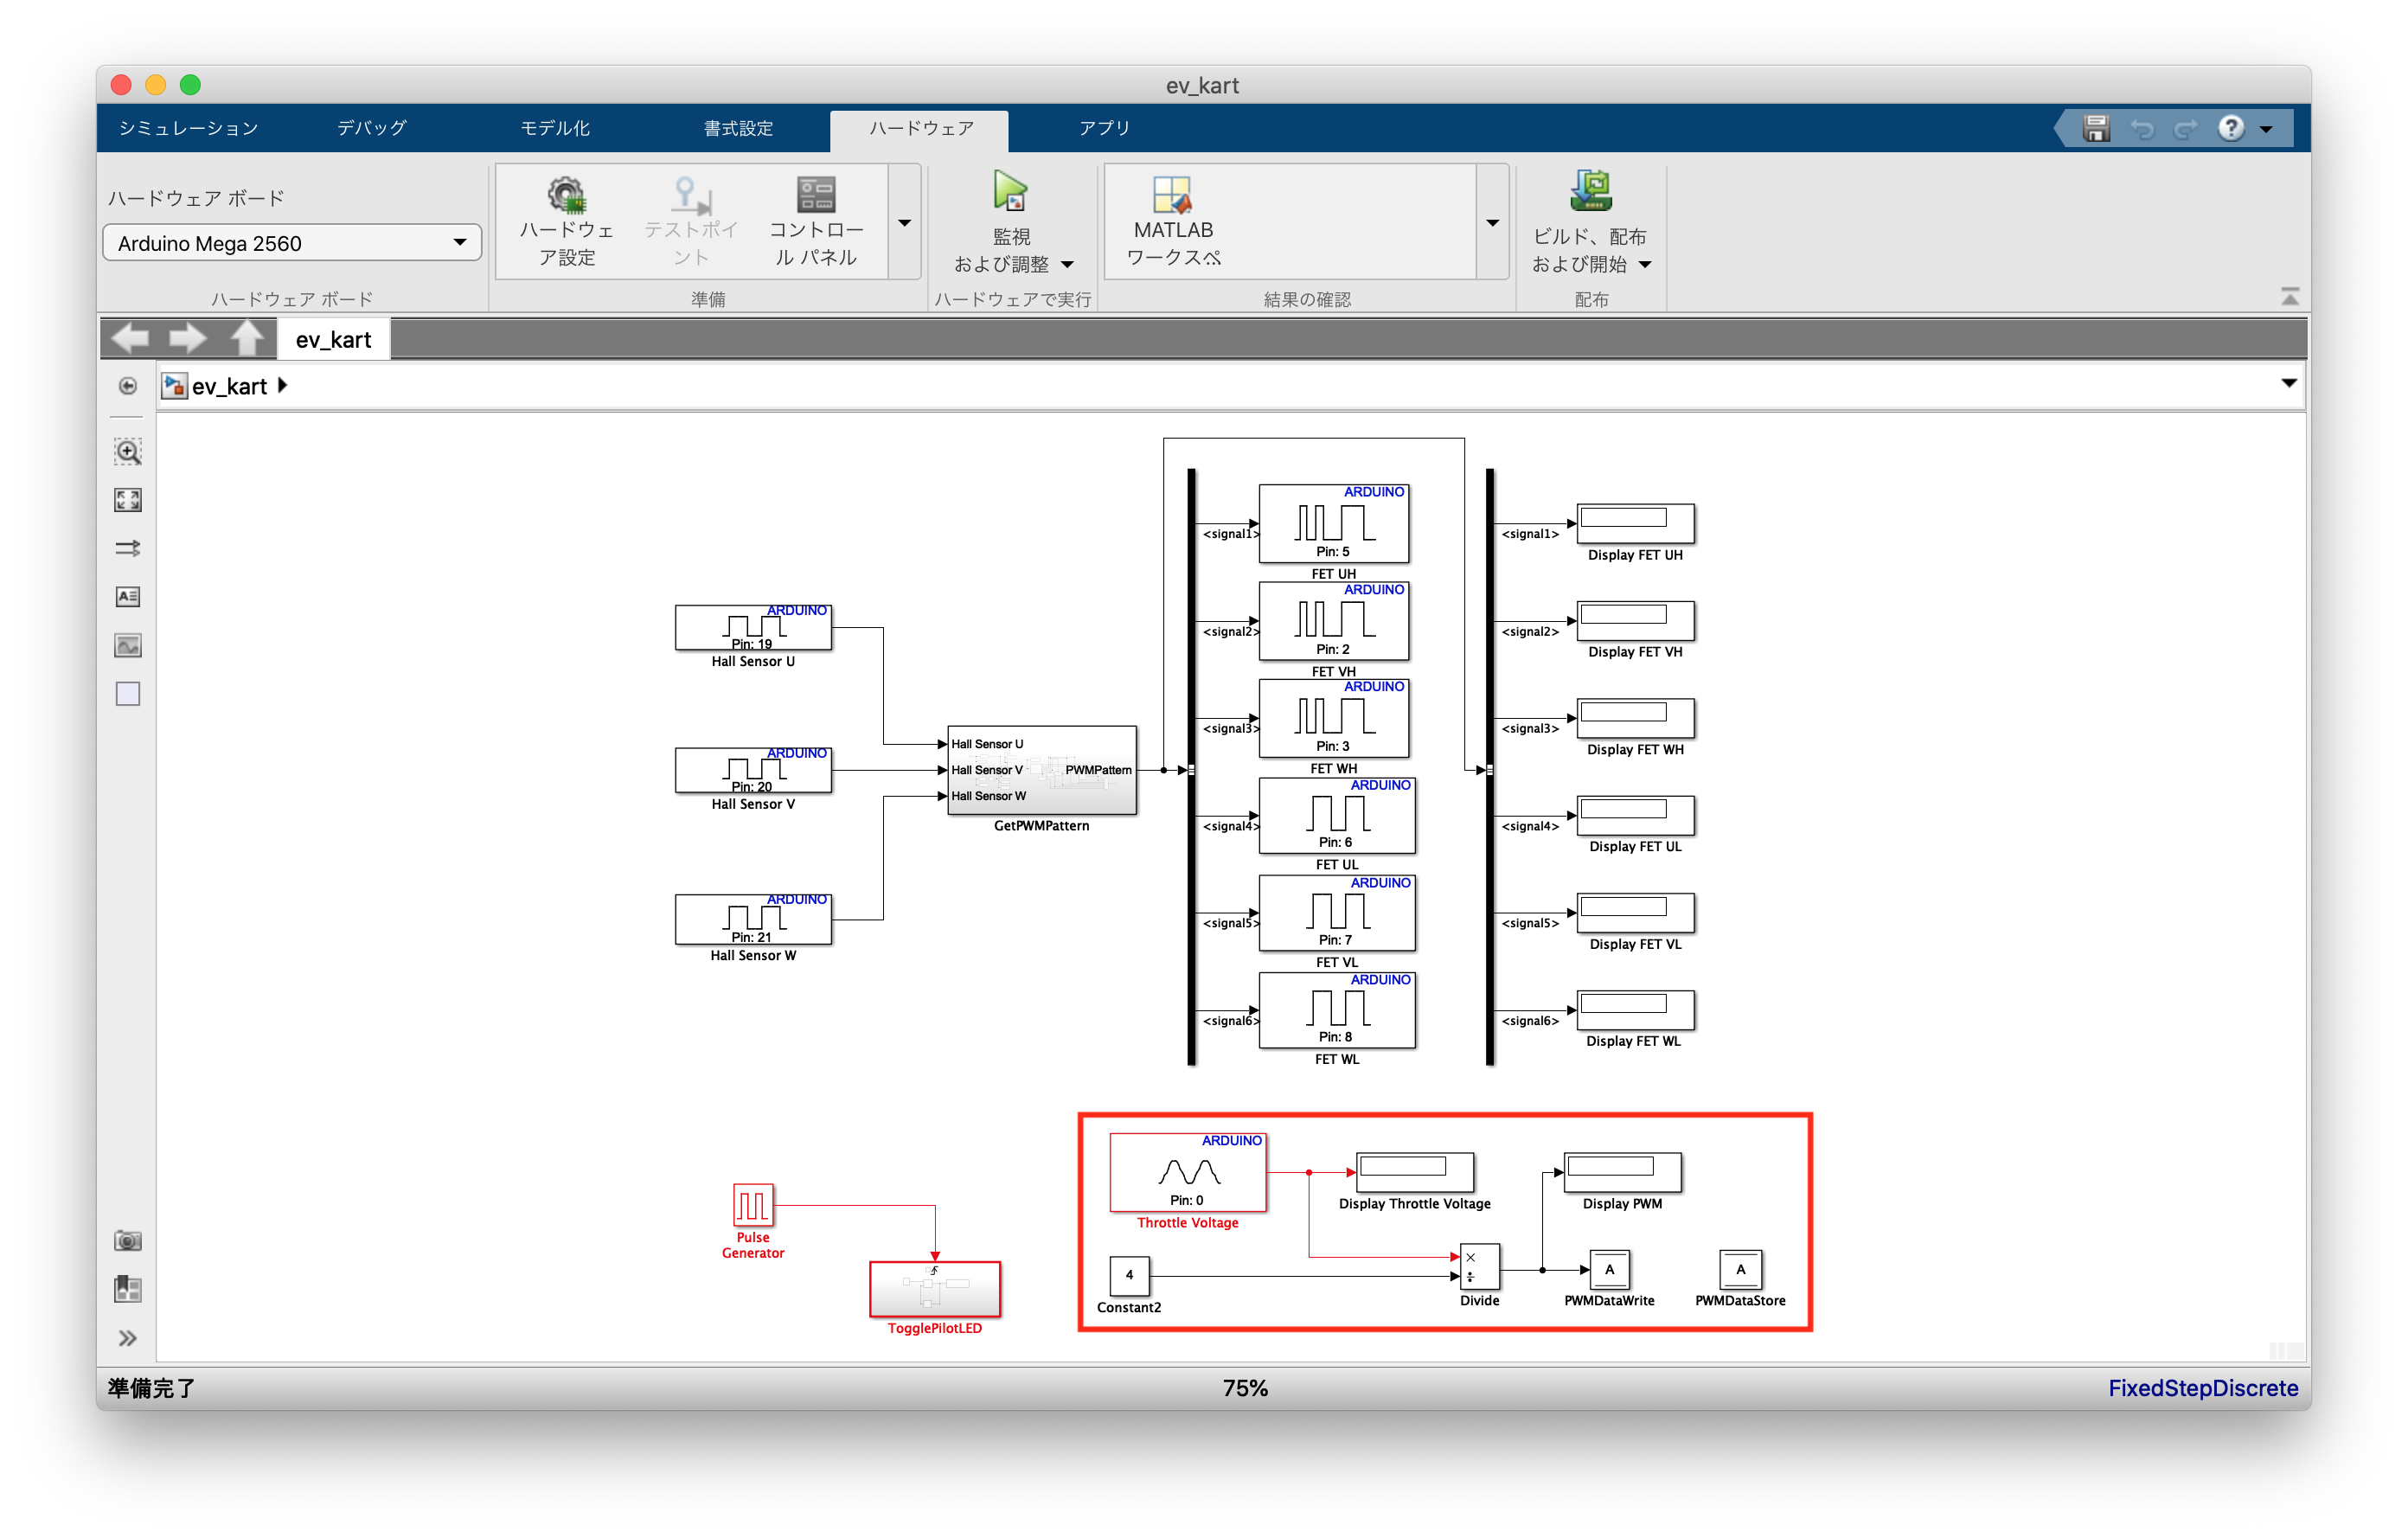 ev_kart
シミュレーション
デバッグ
モデル化
書式設定
ハードウェア
アプリ
ハードウェア ボード
Arduino Mega 2560
ハードウェ
ア設定
テストポイ
ント
コントロー
ル パネル
監視
および調整
MATLAB
ワークスペ
ビルド、配布
および開始
ハードウェア ボード
準備
ハードウェアで実行
結果の確認
配布
ev_kart
ev_kart
ARDUINO
Pin: 19
Hall Sensor U
ARDUINO
Pin: 20
Hall Sensor V
ARDUINO
Pin: 21
Hall Sensor W
Hall Sensor U
Hall Sensor V
Hall Sensor W
PWMPattern
GetPWMPattern
<signal1>
<signal2>
<signal3>
<signal4>
<signal5>
<signal6>
ARDUINO
Pin: 5
FET UH
ARDUINO
Pin: 2
FET VH
ARDUINO
Pin: 3
FET WH
ARDUINO
Pin: 6
FET UL
ARDUINO
Pin: 7
FET VL
ARDUINO
Pin: 8
FET WL
<signal1>
<signal2>
<signal3>
<signal4>
<signal5>
<signal6>
Display FET UH
Display FET VH
Display FET WH
Display FET UL
Display FET VL
Display FET WL
Pulse
Generator
TogglePilotLED
ARDUINO
Pin: 0
Throttle Voltage
Display Throttle Voltage
Display PWM
4
Constant2
×
÷
Divide
A
PWMDataWrite
A
PWMDataStore
準備完了
75%
FixedStepDiscrete